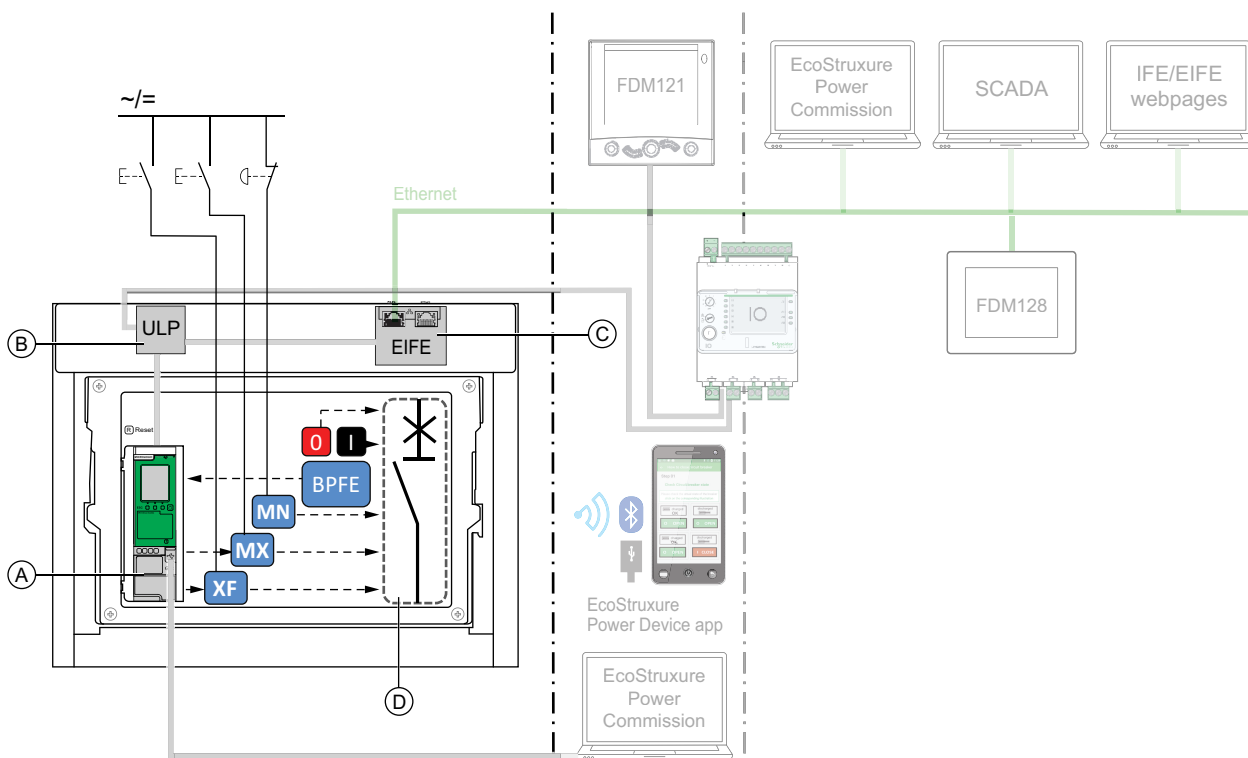 ~/=
FDM121
EcoStruxure
Power
Commission
SCADA
IFE/EIFE
webpages
Ethernet
FDM128
IO
ULP
EIFE
B
C
R Reset
0
I
BPFE
MN
MX
XF
A
D
EcoStruxure
Power Device app
EcoStruxure
Power
Commission